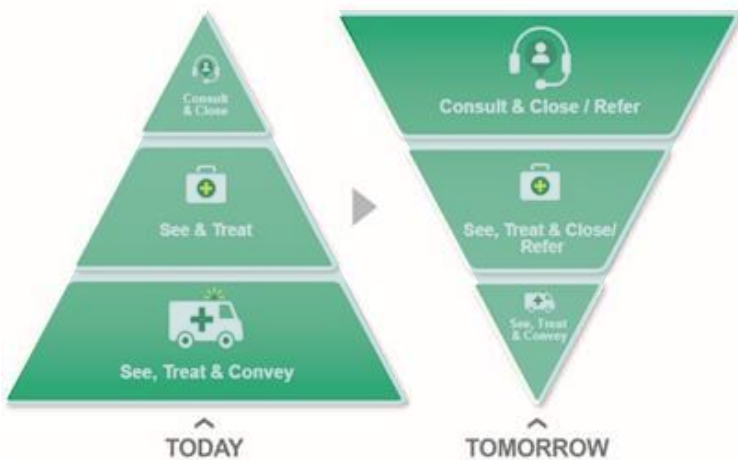 Consult
& Close
See & Treat
See, Treat & Convey
TODAY
Consult & Close / Refer
See, Treat & Close/
Refer
See, Treat
& Convey
TOMORROW